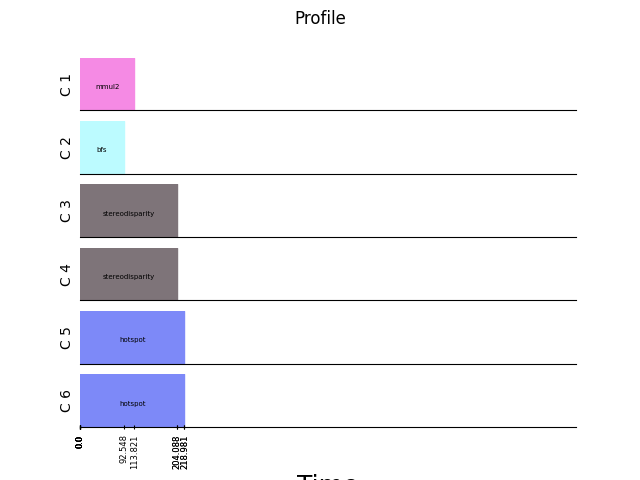 Profile
C 1
mmul2
C 2
bfs
C 3
stereodisparity
C 4
stereodisparity
C 5
hotspot
C 6
hotspot
0.0
92.548
113.821
204.088
218.981
Time